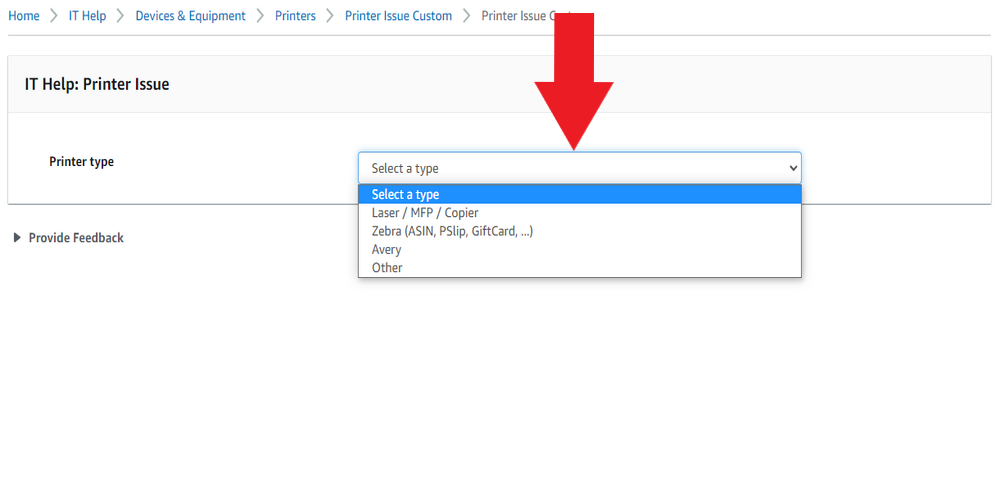 Home IT Help Devices & Equipment Printers Printer Issue Custom Printer Issue
IT Help: Printer Issue
Printer type
Select a type
Select a type
Laser / MFP / Copier
Zebra (ASIN, PSlip, GiftCard, ...)
Avery
Other
Provide Feedback